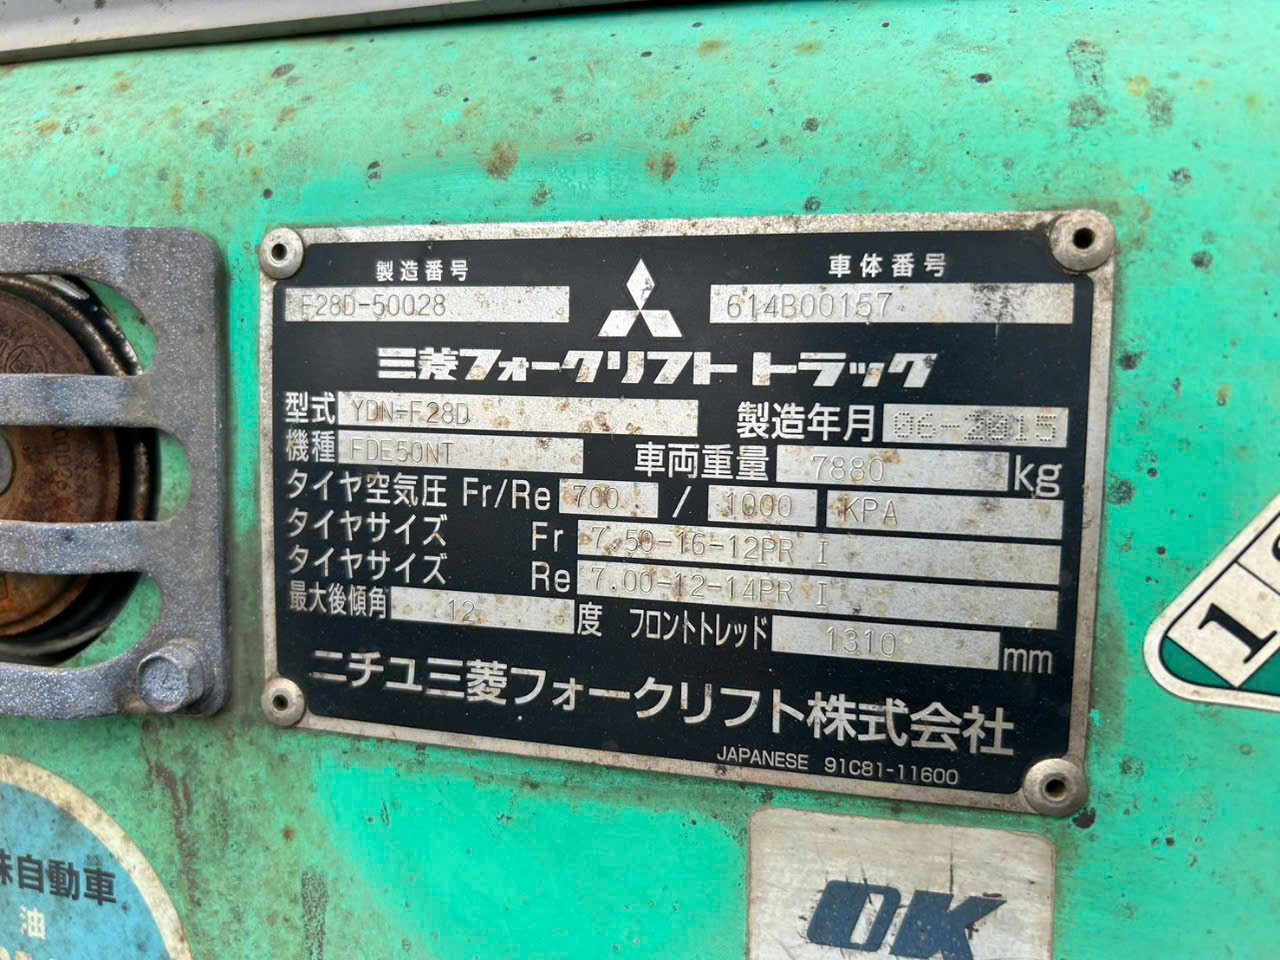 製造番号 車体番号
F28D-50028 614B00157
三菱フォークリフト トラック
型式 YDN-F28D 製造年月 06-2015
機種 FDE50NT 車両重量 7880 kg
タイヤ空気圧 Fr/Re 700 / 1000 KPA
タイヤサイズ Fr 7.50-16-12PR I
タイヤサイズ Re 7.00-12-14PR I
最大後傾角 12 度 フロントトレッド 1310 mm
ニチユ三菱フォークリフト株式会社
JAPANESE 91C81-11600
自動車
油
OK
1